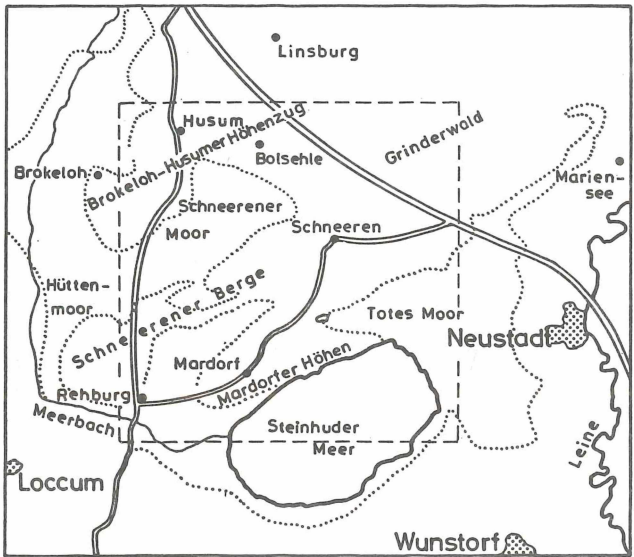 Linsburg
Husum
Brokeloh-Husumer Höhenzug
Bolsehle
Grinderwald
Brokeloh
Marien-
see
Schneerener
Moor
Schneeren
Hütten-
moor
Schneerener Berge
Totes Moor
Neustadt
Mardorf
Mardorfer Höhen
Rehburg
Meerbach
Steinhuder
Meer
Leine
Loccum
Wunstorf